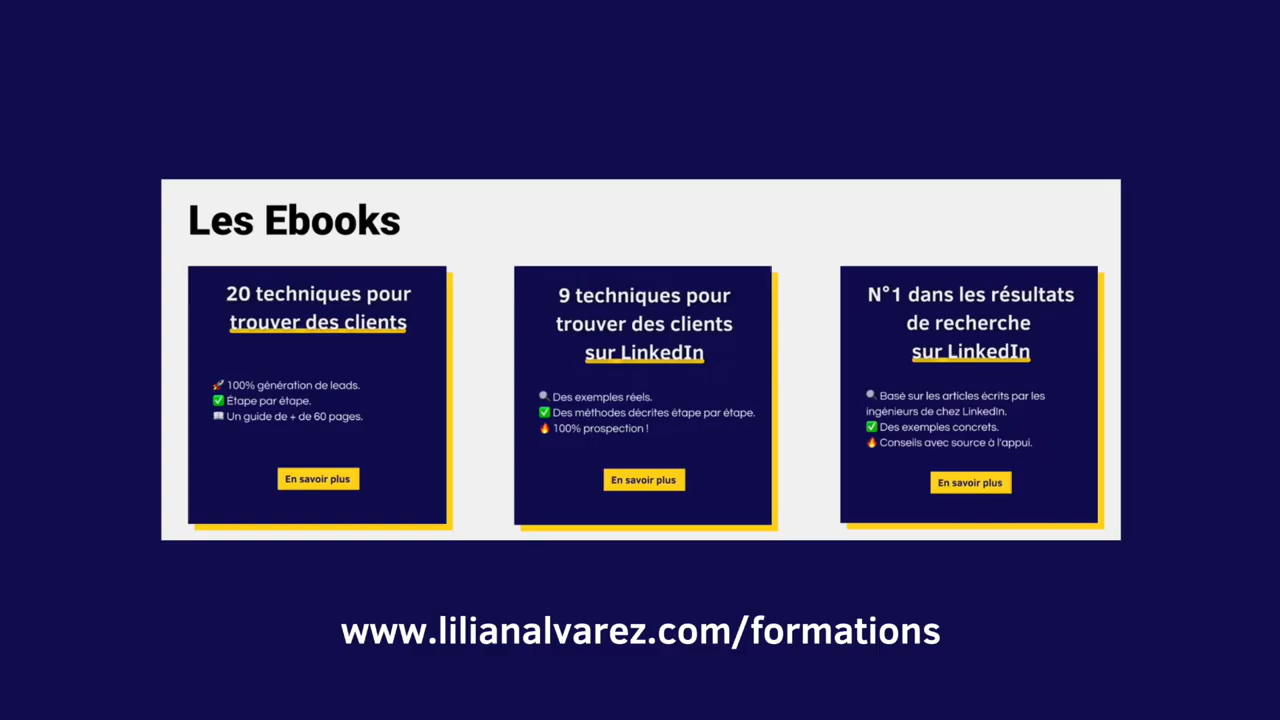 Les Ebooks
20 techniques pour
trouver des clients
🚀 100% génération de leads.
✅ Étape par étape.
📖 Un guide de + de 60 pages.
En savoir plus
9 techniques pour
trouver des clients
sur LinkedIn
🔍 Des exemples réels.
✅ Des méthodes décrites étape par étape.
🔥 100% prospection !
En savoir plus
N°1 dans les résultats
de recherche
sur LinkedIn
🔍 Basé sur les articles écrits par les
ingénieurs de chez LinkedIn.
✅ Des exemples concrets.
🔥 Conseils avec source à l'appui.
En savoir plus
www.lilianalvarez.com/formations